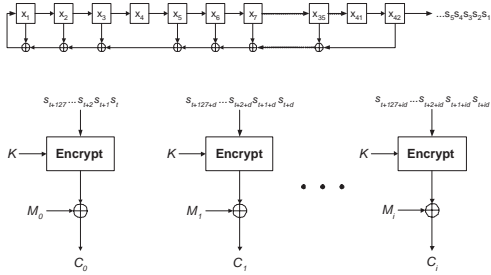 x₁ x₂ x₃ x₄ x₅ x₆ x₇ x₃₅ x₄₁ x₄₂ ...s₅s₄s₃s₂s₁
sₜ₊₁₂₇ ...sₜ₊₂sₜ₊₁sₜ sₜ₊₁₂₇₊d ...sₜ₊₂₊dsₜ₊₁₊dsₜ₊d sₜ₊₁₂₇₊id ...sₜ₊₂₊idsₜ₊₁₊idsₜ₊id
K Encrypt K Encrypt K Encrypt
• • •
M₀ M₁ Mᵢ
C₀ C₁ Cᵢ